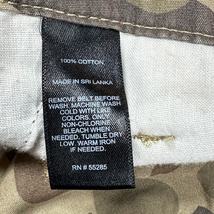 100% COTTON
MADE IN SRI LANKA
REMOVE BELT BEFORE
WASH. MACHINE WASH
COLD WITH LIKE
COLORS, ONLY
NON-CHLORINE
BLEACH WHEN
NEEDED, TUMBLE DRY
LOW. WARM IRON
IF NEEDED.
RN # 55285